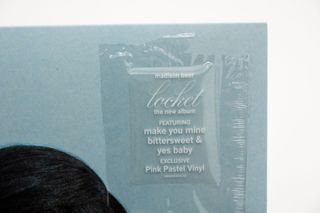 madison beer
locket
the new album
FEATURING
make you mine
bittersweet &
yes baby
EXCLUSIVE
Pink Pastel Vinyl